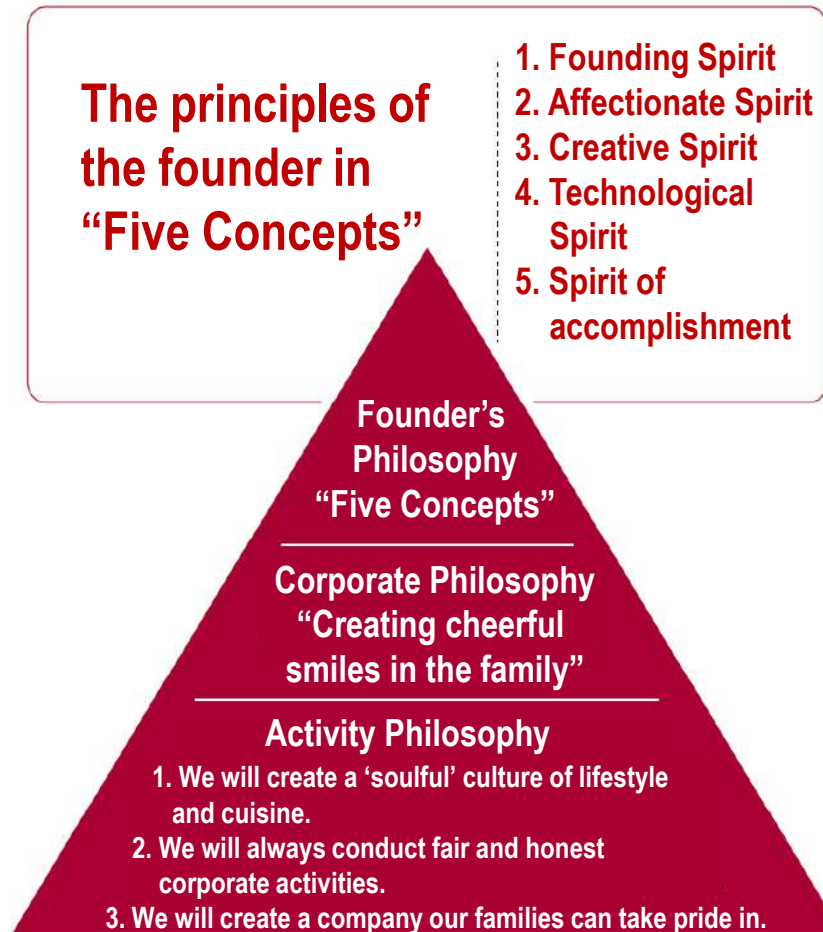 The principles of
the founder in
“Five Concepts”
1. Founding Spirit
2. Affectionate Spirit
3. Creative Spirit
4. Technological
Spirit
5. Spirit of
accomplishment
Founder’s
Philosophy
“Five Concepts”
Corporate Philosophy
“Creating cheerful
smiles in the family”
Activity Philosophy
1. We will create a ‘soulful’ culture of lifestyle
and cuisine.
2. We will always conduct fair and honest
corporate activities.
3. We will create a company our families can take pride in.